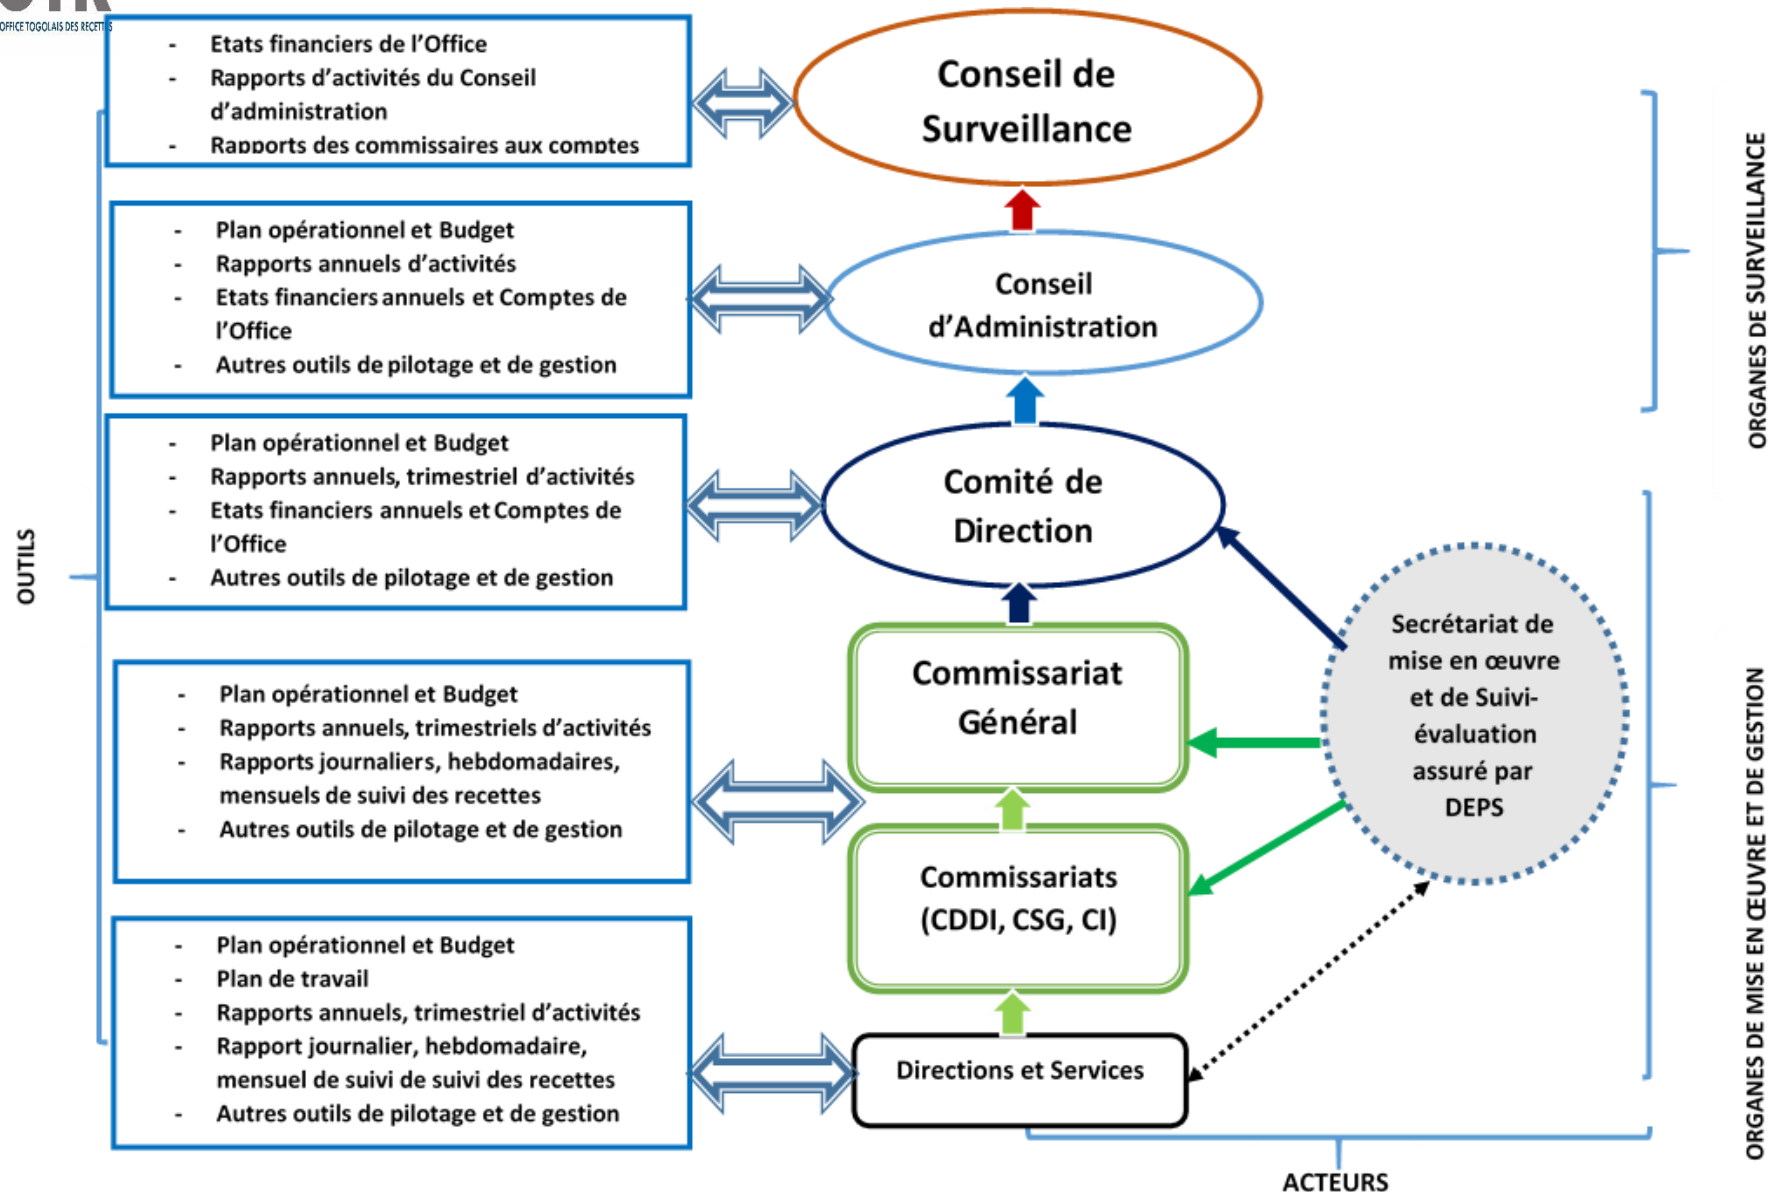 OTR
OFFICE TOGOLAIS DES RECETTES
- Etats financiers de l’Office
- Rapports d’activités du Conseil
d’administration
- Rapports des commissaires aux comptes
Conseil de
Surveillance
- Plan opérationnel et Budget
- Rapports annuels d’activités
- Etats financiers annuels et Comptes de
l’Office
- Autres outils de pilotage et de gestion
Conseil
d’Administration
- Plan opérationnel et Budget
- Rapports annuels, trimestriel d’activités
- Etats financiers annuels et Comptes de
l’Office
- Autres outils de pilotage et de gestion
Comité de
Direction
- Plan opérationnel et Budget
- Rapports annuels, trimestriels d’activités
- Rapports journaliers, hebdomadaires,
mensuels de suivi des recettes
- Autres outils de pilotage et de gestion
Commissariat
Général
Commissariats
(CDDI, CSG, CI)
- Plan opérationnel et Budget
- Plan de travail
- Rapports annuels, trimestriel d’activités
- Rapport journalier, hebdomadaire,
mensuel de suivi de suivi des recettes
- Autres outils de pilotage et de gestion
Directions et Services
Secrétariat de
mise en œuvre
et de Suivi-
évaluation
assuré par
DEPS
OUTILS
ORGANES DE SURVEILLANCE
ORGANES DE MISE EN ŒUVRE ET DE GESTION
ACTEURS